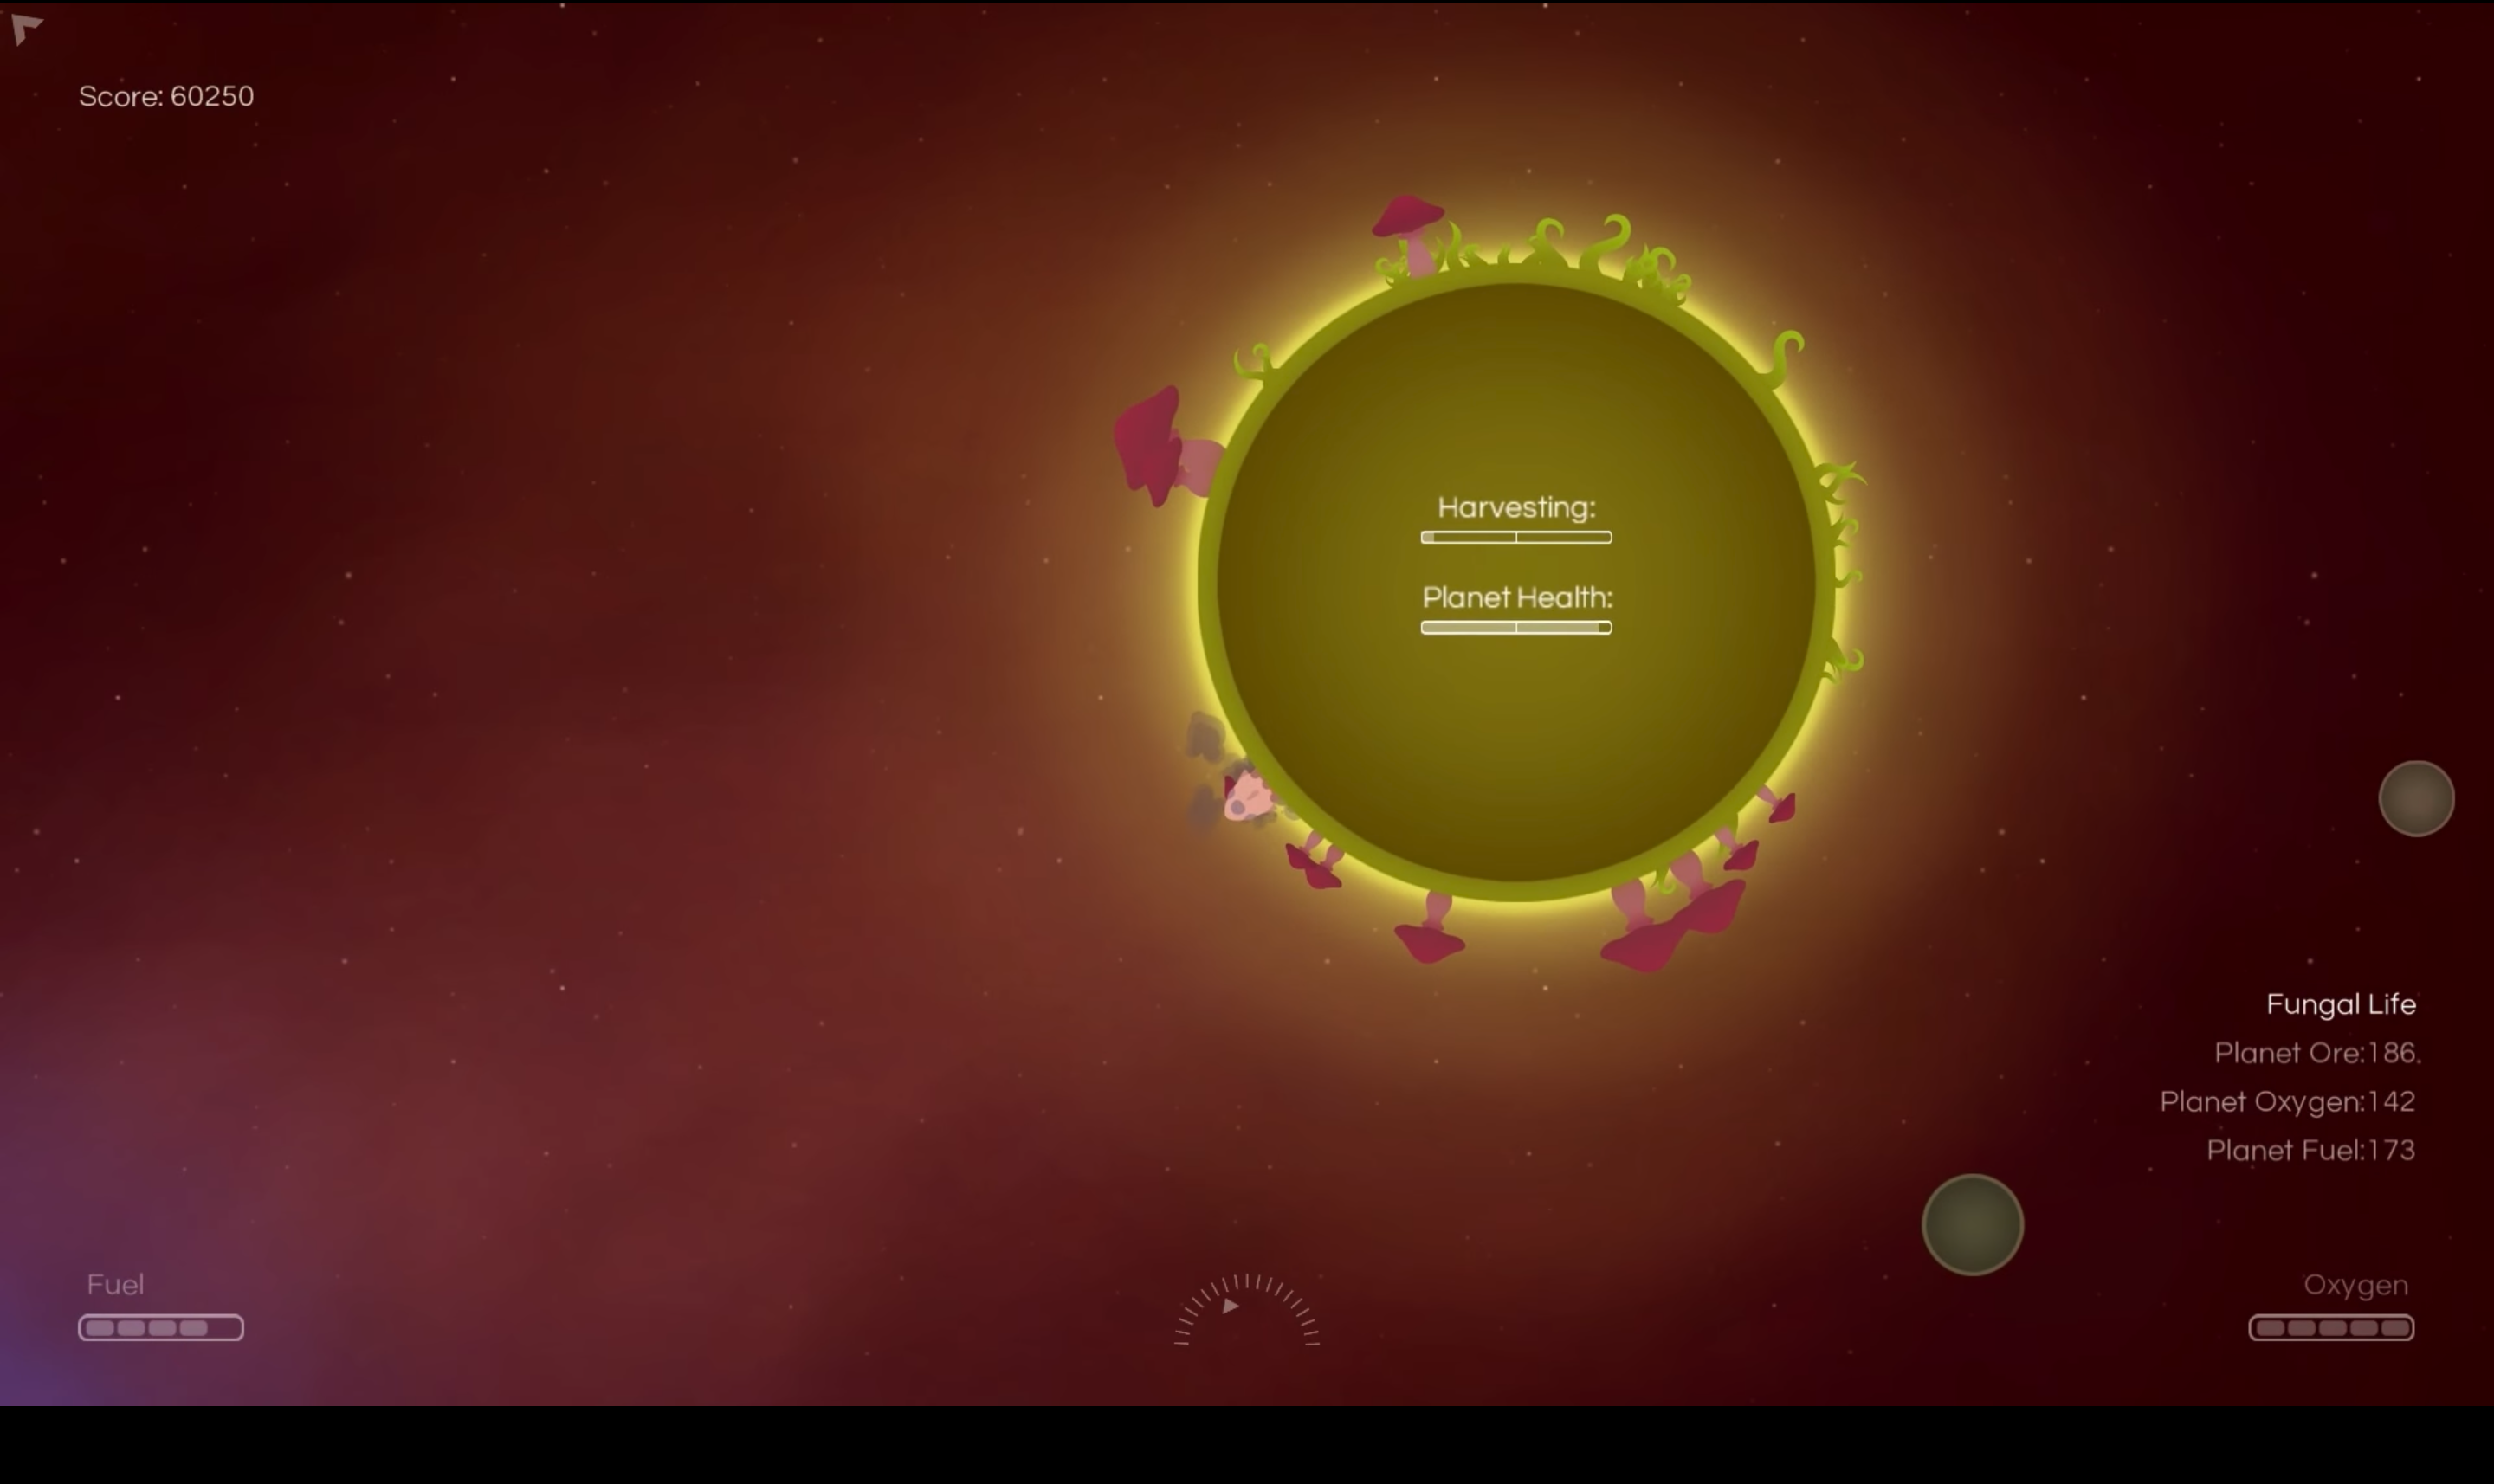 Score: 60250
Harvesting:
Planet Health:
Fungal Life
Planet Ore:186.
Planet Oxygen:142
Planet Fuel:173
Fuel
Oxygen